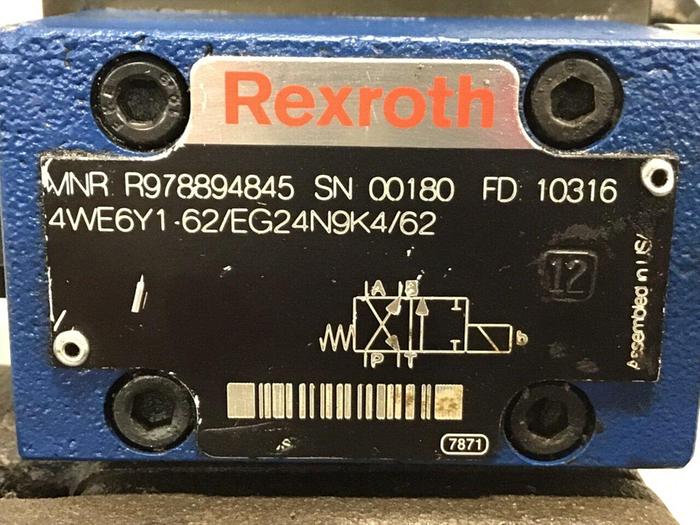 Rexroth
MNR R978894845 SN 00180 FD 10316
4WE6Y1-62/EG24N9K4/62
12
Assembled in USA
A B
b
P T
7871